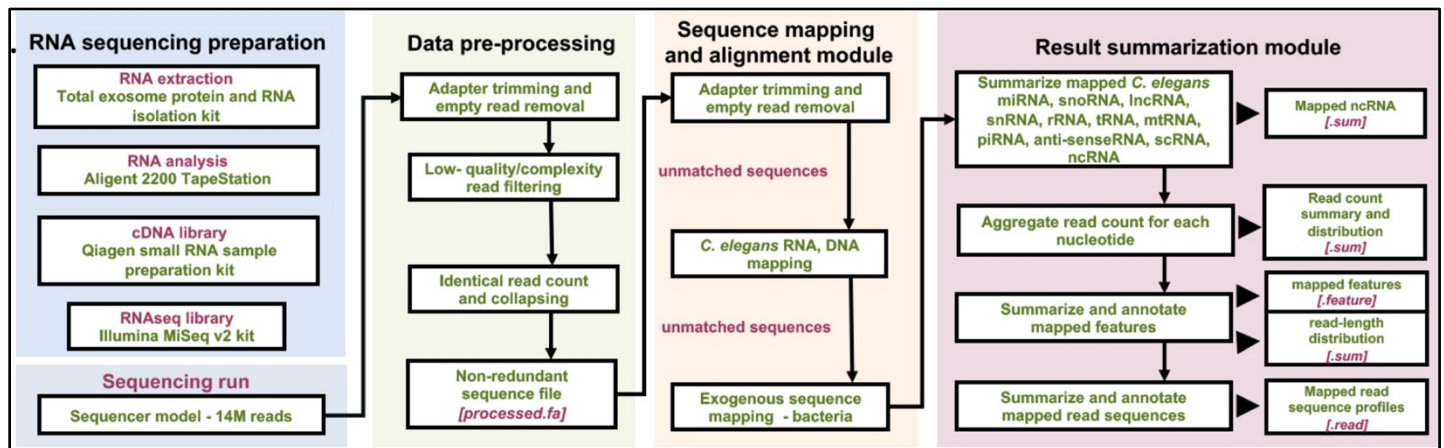 RNA sequencing preparation
RNA extraction
Total exosome protein and RNA
isolation kit
RNA analysis
Aligent 2200 TapeStation
cDNA library
Qiagen small RNA sample
preparation kit
RNAseq library
Illumina MiSeq v2 kit
Sequencing run
Sequencer model - 14M reads
Data pre-processing
Adapter trimming and
empty read removal
Low- quality/complexity
read filtering
Identical read count
and collapsing
Non-redundant
sequence file
[processed.fa]
Sequence mapping
and alignment module
Adapter trimming and
empty read removal
unmatched sequences
C. elegans RNA, DNA
mapping
unmatched sequences
Exogenous sequence
mapping - bacteria
Result summarization module
Summarize mapped C. elegans
miRNA, snoRNA, lncRNA,
snRNA, rRNA, tRNA, mtRNA,
piRNA, anti-senseRNA, scRNA,
ncRNA
Mapped ncRNA
[.sum]
Aggregate read count for each
nucleotide
Read count
summary and
distribution
[.sum]
Summarize and annotate
mapped features
mapped features
[.feature]
read-length
distribution
[.sum]
Summarize and annotate
mapped read sequences
Mapped read
sequence profiles
[.read]